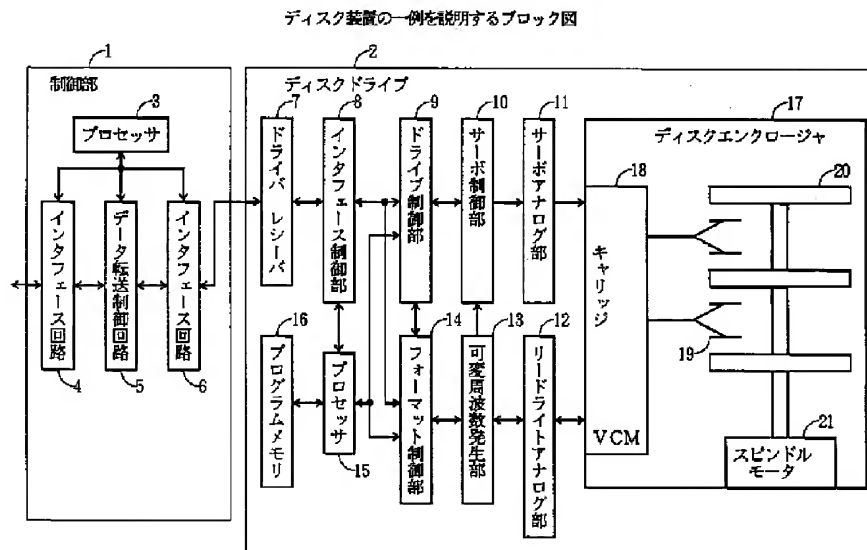 ディスク装置の一例を説明するブロック図
1
制御部
3
プロセッサ
インタフェース回路
4
データ転送制御回路
5
インタフェース回路
6
2
ディスクドライブ
7
ドライバ レシーバ
8
インタフェース制御部
9
ドライブ制御部
10
サーボ制御部
11
サーボアナログ部
16
プログラムメモリ
プロセッサ
15
14
フォーマット制御部
13
可変周波数発生部
12
リードライトアナログ部
17
ディスクエンクロージャ
18
キャリッジ
VCM
19
20
21
スピンドル
モータ